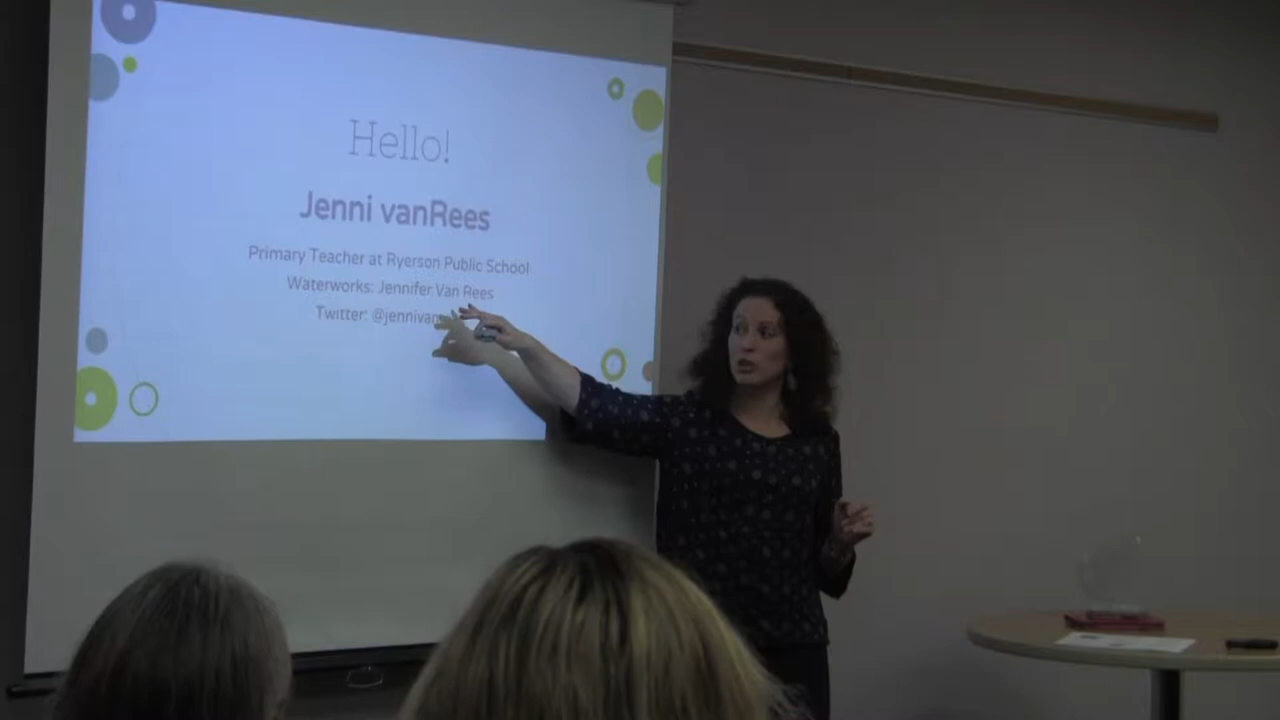 Hello!
Jenni vanRees
Primary Teacher at Ryerson Public School
Waterworks: Jennifer Van Rees
Twitter: